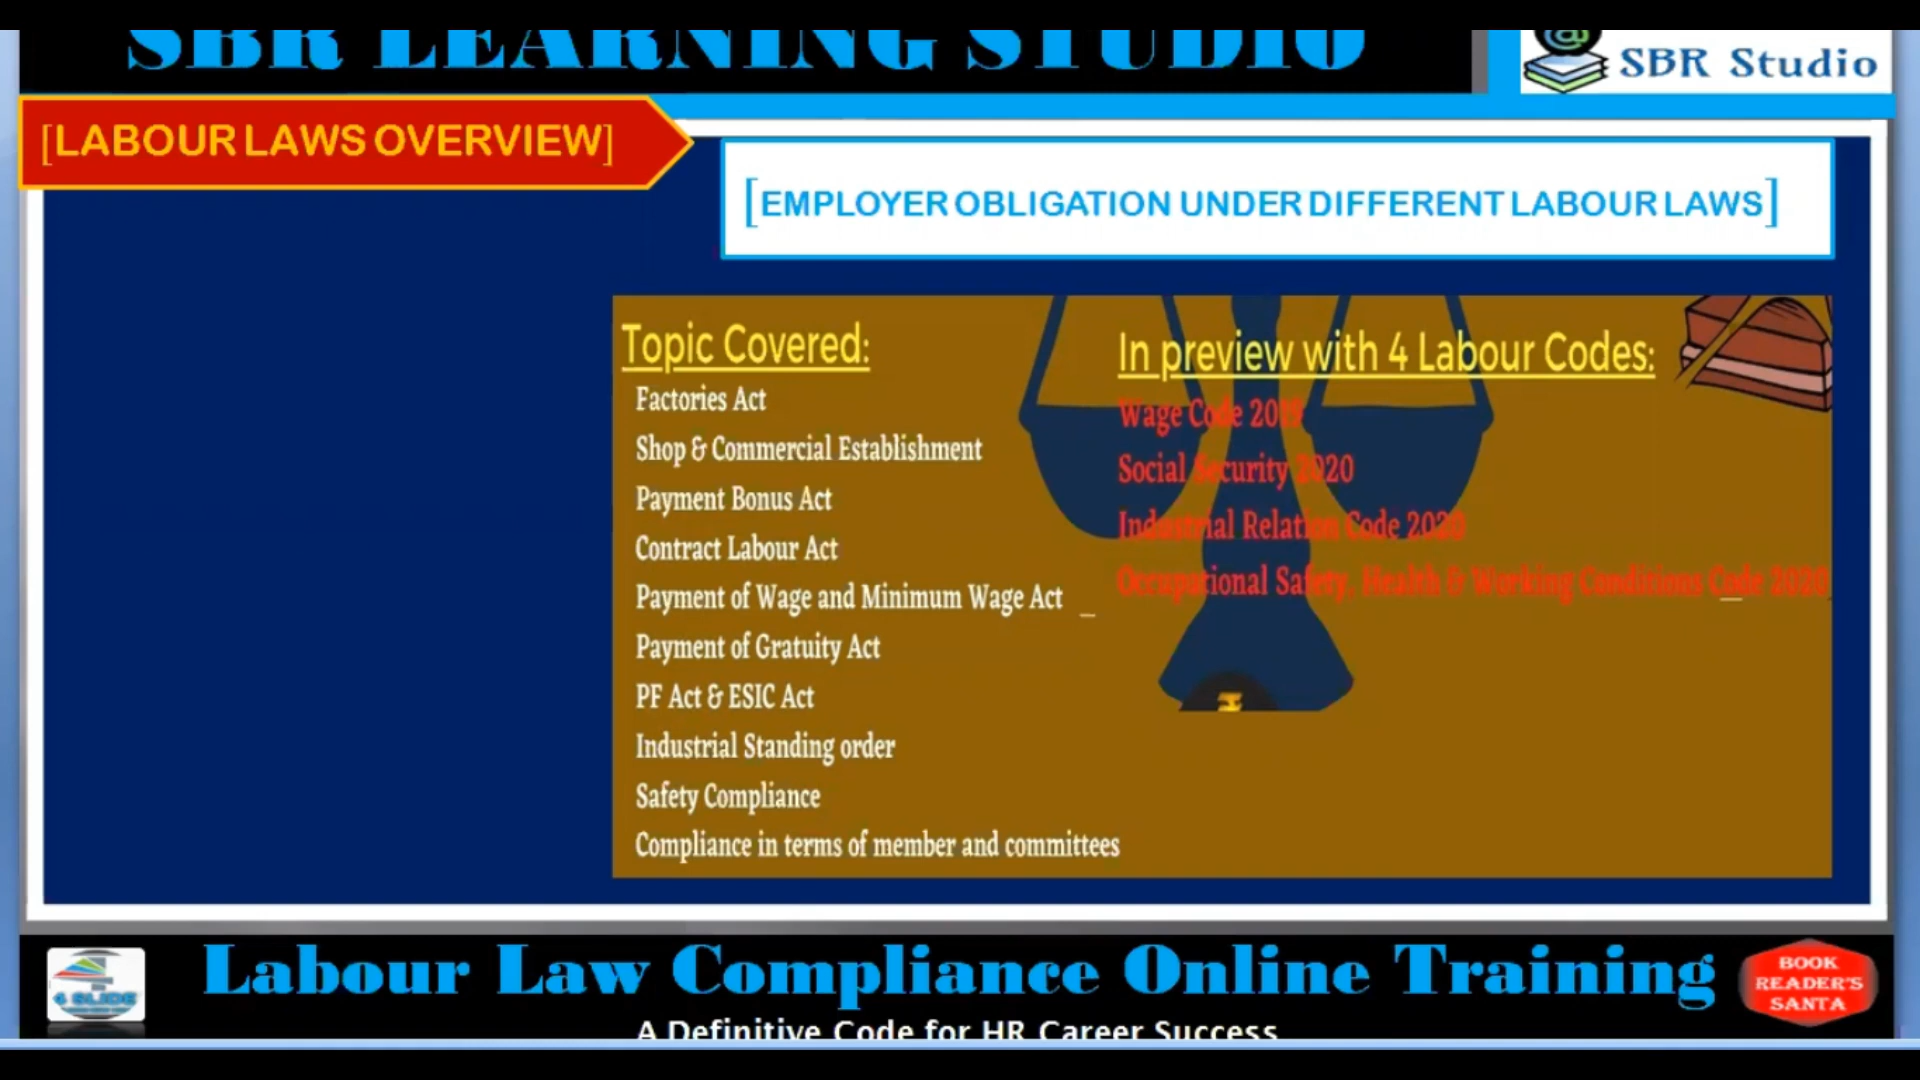 SBR LEARNING STUDIO
SBR Studio
[LABOUR LAWS OVERVIEW]
[EMPLOYER OBLIGATION UNDER DIFFERENT LABOUR LAWS]
Topic Covered:
Factories Act
Shop & Commercial Establishment
Payment Bonus Act
Contract Labour Act
Payment of Wage and Minimum Wage Act
Payment of Gratuity Act
PF Act & ESIC Act
Industrial Standing order
Safety Compliance
Compliance in terms of member and committees
In preview with 4 Labour Codes:
Wage Code 2019
Social Security 2020
Industrial Relation Code 2020
Occupational Safety, Health & Working Conditions Code 2020
4 SLIDE
Labour Law Compliance Online Training
A Definitive Code for HR Career Success
BOOK
READER'S
SANTA